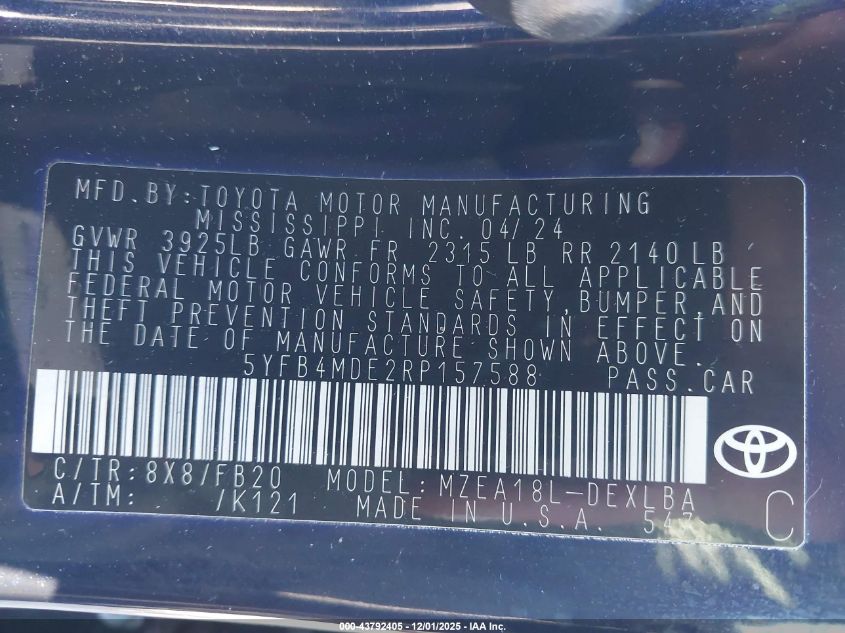 MFD. BY: TOYOTA MOTOR MANUFACTURING
MISSISSIPPI INC. 04/24
GVWR 3925LB GAWR FR 2315 LB RR 2140 LB
THIS VEHICLE CONFORMS TO ALL APPLICABLE
FEDERAL MOTOR VEHICLE SAFETY, BUMPER, AND
THEFT PREVENTION STANDARDS IN EFFECT ON
THE DATE OF MANUFACTURE SHOWN ABOVE.
5YFB4MDE2RP157588 PASS. CAR
C/TR: 8X8/FB20 MODEL: MZEA18L-DEXLBA
A/TM: /K121 MADE IN U.S.A. 547
C
000-43792405 - 12/01/2025 - IAA Inc.